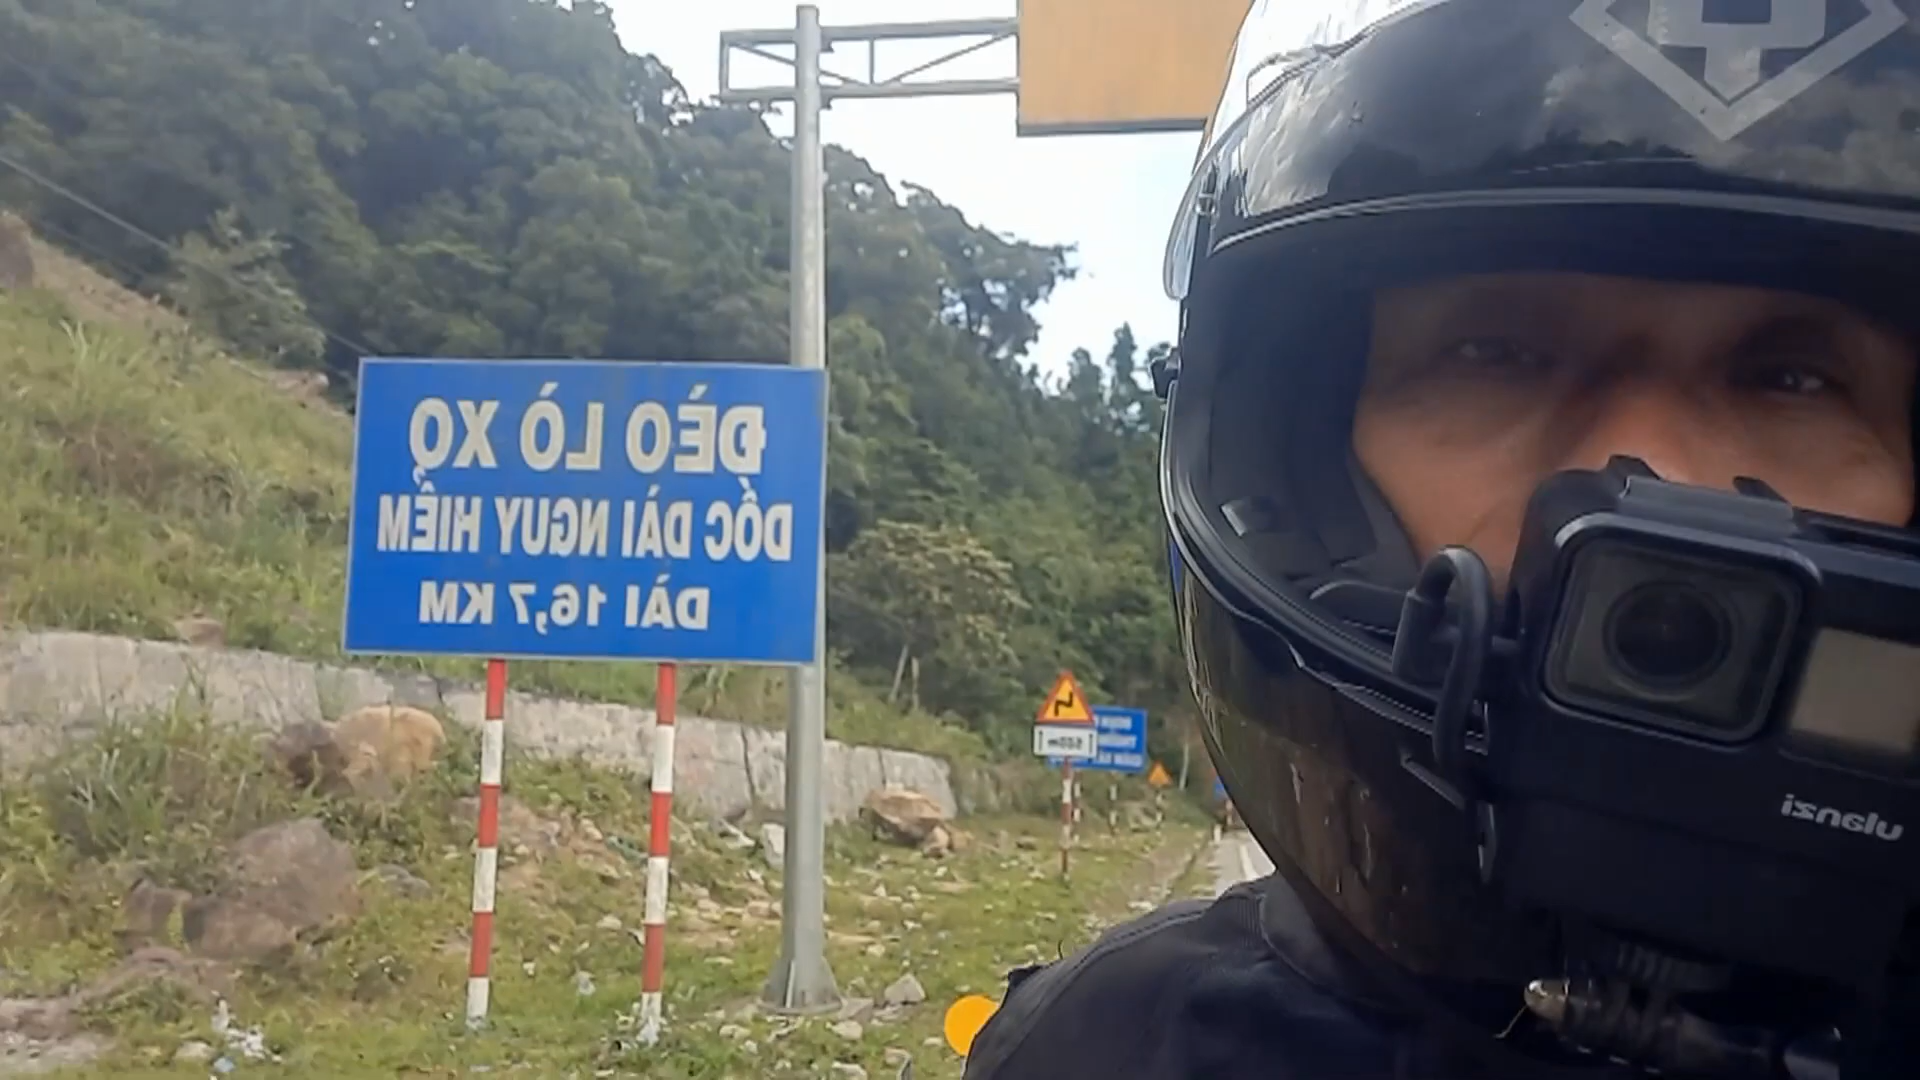 ĐÈO LÒ XO
DỐC DÀI NGUY HIỂM
DÀI 16,7 KM
ulanzi